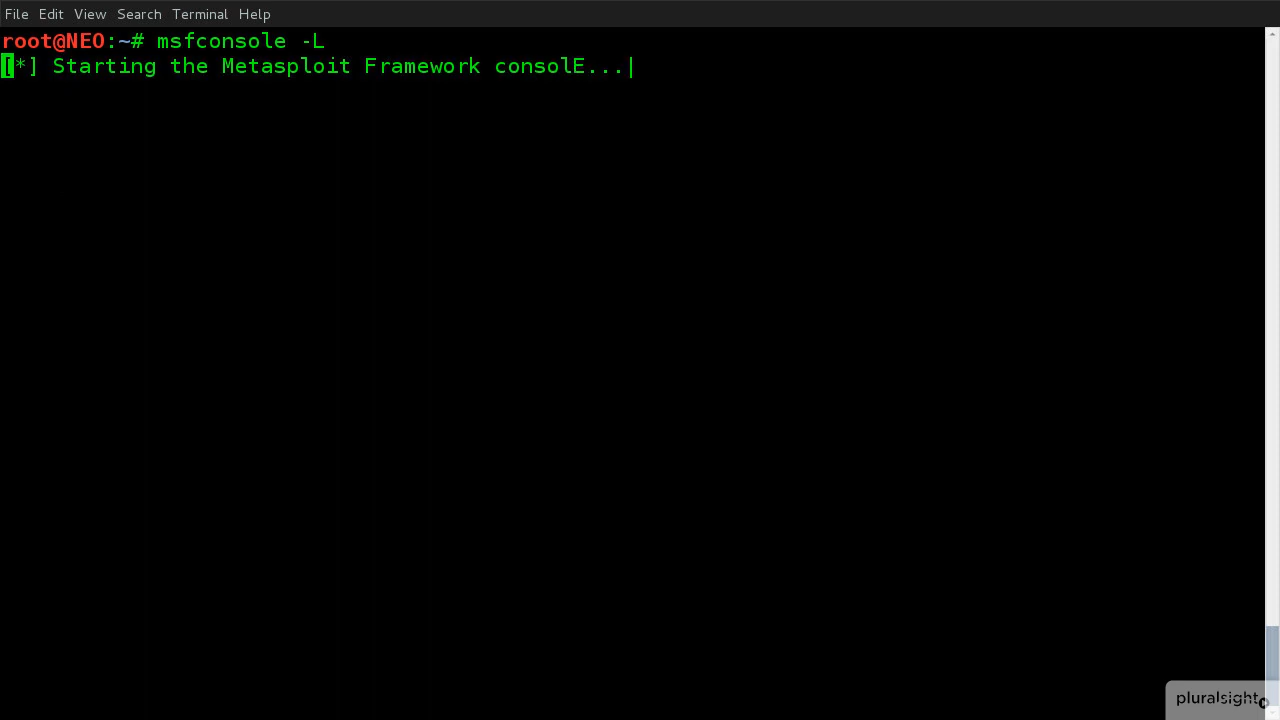 File Edit View Search Terminal Help
root@NEO:~# msfconsole -L
[*] Starting the Metasploit Framework consolE...|
pluralsight